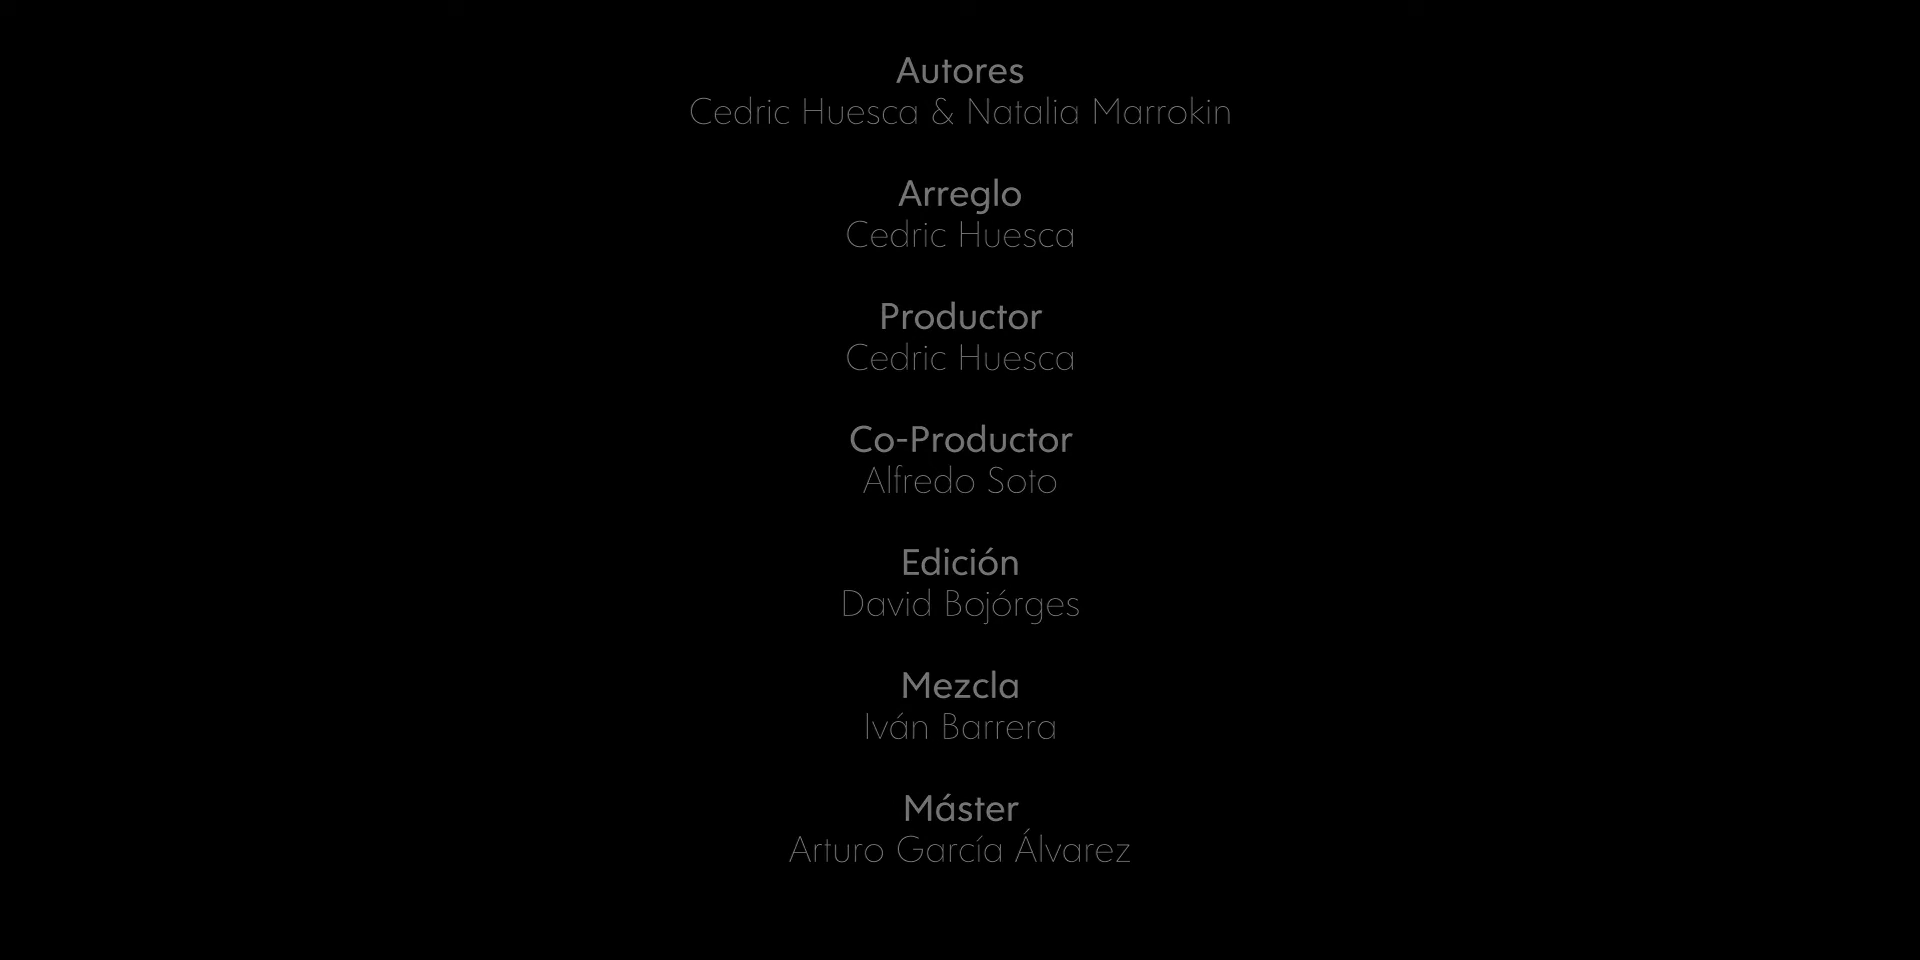 Autores
Cedric Huesca & Natalia Marrokin
Arreglo
Cedric Huesca
Productor
Cedric Huesca
Co-Productor
Alfredo Soto
Edición
David Bojórges
Mezcla
Iván Barrera
Máster
Arturo García Álvarez